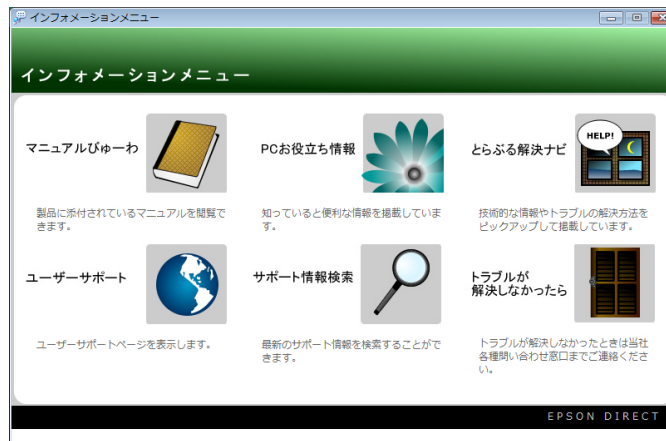 インフォメーションメニュー
インフォメーションメニュー
マニュアルびゅーわ
製品に添付されているマニュアルを閲覧で
きます。
PCお役立ち情報
知っていると便利な情報を掲載していま
す。
とらぶる解決ナビ
HELP!
技術的な情報やトラブルの解決方法を
ピックアップして掲載しています。
ユーザーサポート
ユーザーサポートページを表示します。
サポート情報検索
最新のサポート情報を検索することがで
きます。
トラブルが
解決しなかったら
トラブルが解決しなかったときは当社
各種問い合わせ窓口までご連絡くださ
い。
EPSON DIRECT